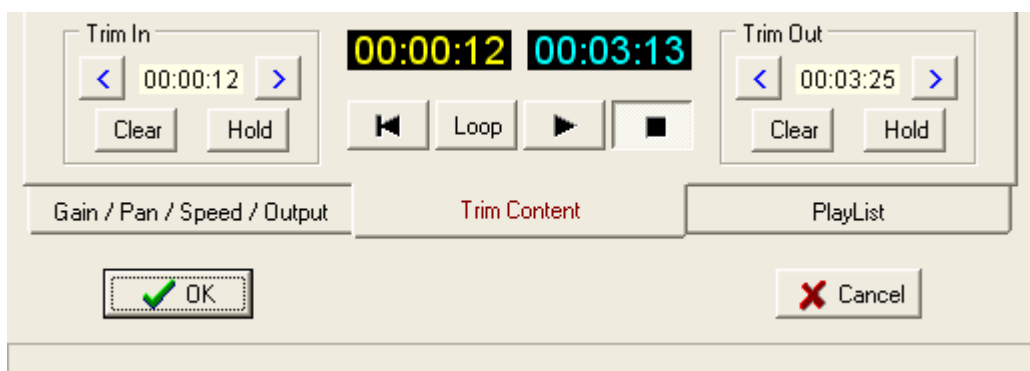 Trim In
00:00:12 00:03:13
Trim Out
< 00:00:12 >
< 00:03:25 >
Clear Hold
Loop
Clear Hold
Gain / Pan / Speed / Output
Trim Content
PlayList
OK
Cancel